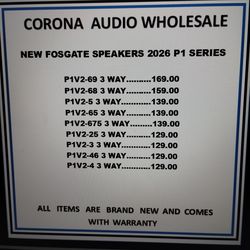 CORONA AUDIO WHOLESALE
NEW FOSGATE SPEAKERS 2026 P1 SERIES
P1V2-69 3 WAY...........169.00
P1V2-68 3 WAY...........159.00
P1V2-5 3 WAY.............139.00
P1V2-65 3 WAY...........139.00
P1V2-675 3 WAY.........139.00
P1V2-25 3 WAY...........129.00
P1V2-3 3 WAY.............129.00
P1V2-46 3 WAY...........129.00
P1V2-4 3 WAY.............129.00
ALL ITEMS ARE BRAND NEW AND COMES
WITH WARRANTY